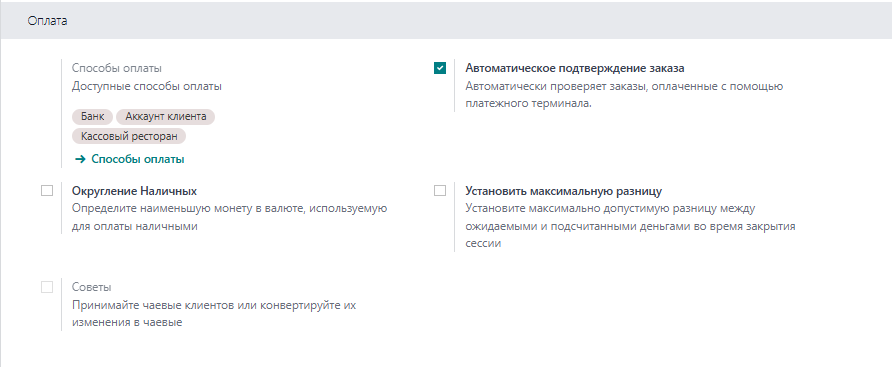 Оплата
Способы оплаты
Доступные способы оплаты
Банк Аккаунт клиента
Кассовый ресторан
→ Способы оплаты
Автоматическое подтверждение заказа
Автоматически проверяет заказы, оплаченные с помощью
платежного терминала.
Округление Наличных
Определите наименьшую монету в валюте, используемую
для оплаты наличными
Установить максимальную разницу
Установите максимально допустимую разницу между
ожидаемыми и подсчитанными деньгами во время закрытия
сессии
Советы
Принимайте чаевые клиентов или конвертируйте их
изменения в чаевые